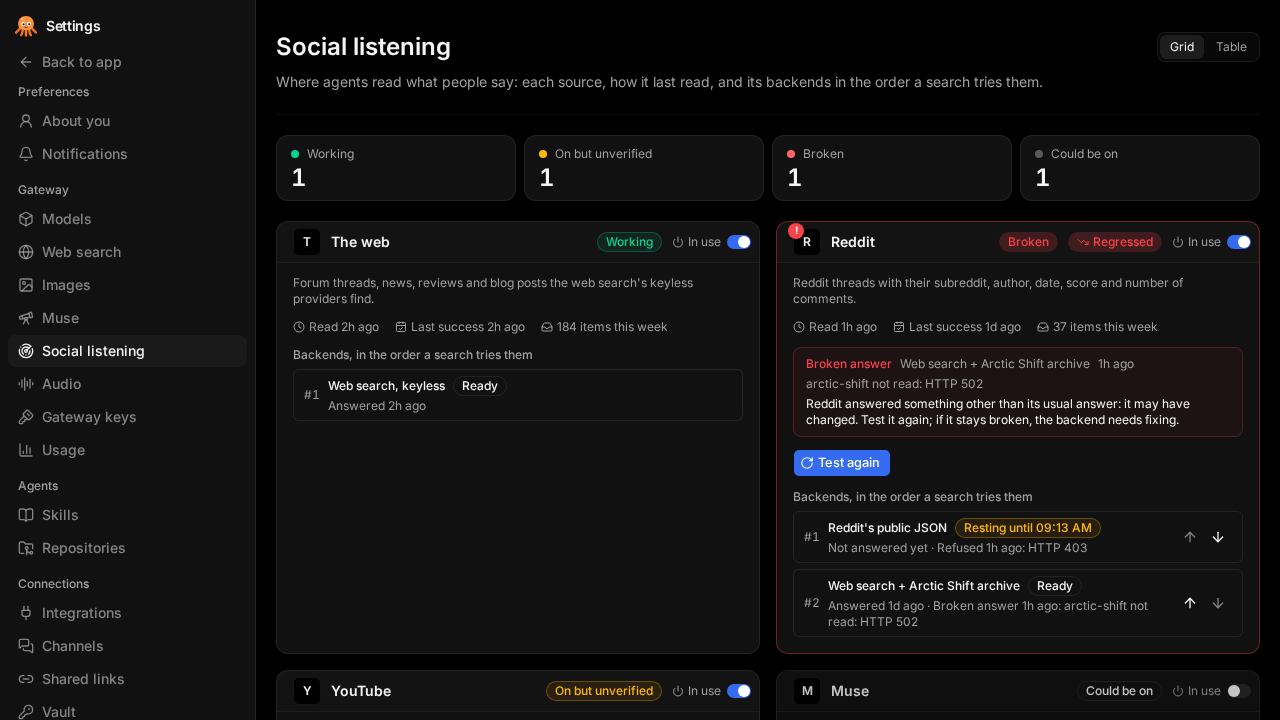 Settings
Back to app
Preferences
About you
Notifications
Gateway
Models
Web search
Images
Muse
Social listening
Audio
Gateway keys
Usage
Agents
Skills
Repositories
Connections
Integrations
Channels
Shared links
Vault
Social listening
Grid
Table
Where agents read what people say: each source, how it last read, and its backends in the order a search tries them.
Working
1
On but unverified
1
Broken
1
Could be on
1
T
The web
Working
In use
Forum threads, news, reviews and blog posts the web search's keyless
providers find.
Read 2h ago
Last success 2h ago
184 items this week
Backends, in the order a search tries them
#1
Web search, keyless
Ready
Answered 2h ago
!
R
Reddit
Broken
Regressed
In use
Reddit threads with their subreddit, author, date, score and number of
comments.
Read 1h ago
Last success 1d ago
37 items this week
Broken answer Web search + Arctic Shift archive 1h ago
arctic-shift not read: HTTP 502
Reddit answered something other than its usual answer: it may have
changed. Test it again; if it stays broken, the backend needs fixing.
Test again
Backends, in the order a search tries them
#1
Reddit's public JSON
Resting until 09:13 AM
Not answered yet · Refused 1h ago: HTTP 403
#2
Web search + Arctic Shift archive
Ready
Answered 1d ago · Broken answer 1h ago: arctic-shift not
read: HTTP 502
Y
YouTube
On but unverified
In use
M
Muse
Could be on
In use